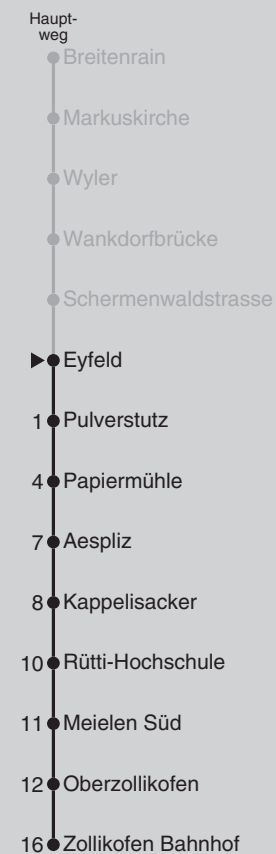 Haupt-
weg
Breitenrain
Markuskirche
Wyler
Wankdorfbrücke
Schermenwaldstrasse
Eyfeld
1 Pulverstutz
4 Papiermühle
7 Aespliz
8 Kappelisacker
10 Rütti-Hochschule
11 Meielen Süd
12 Oberzollikofen
16 Zollikofen Bahnhof